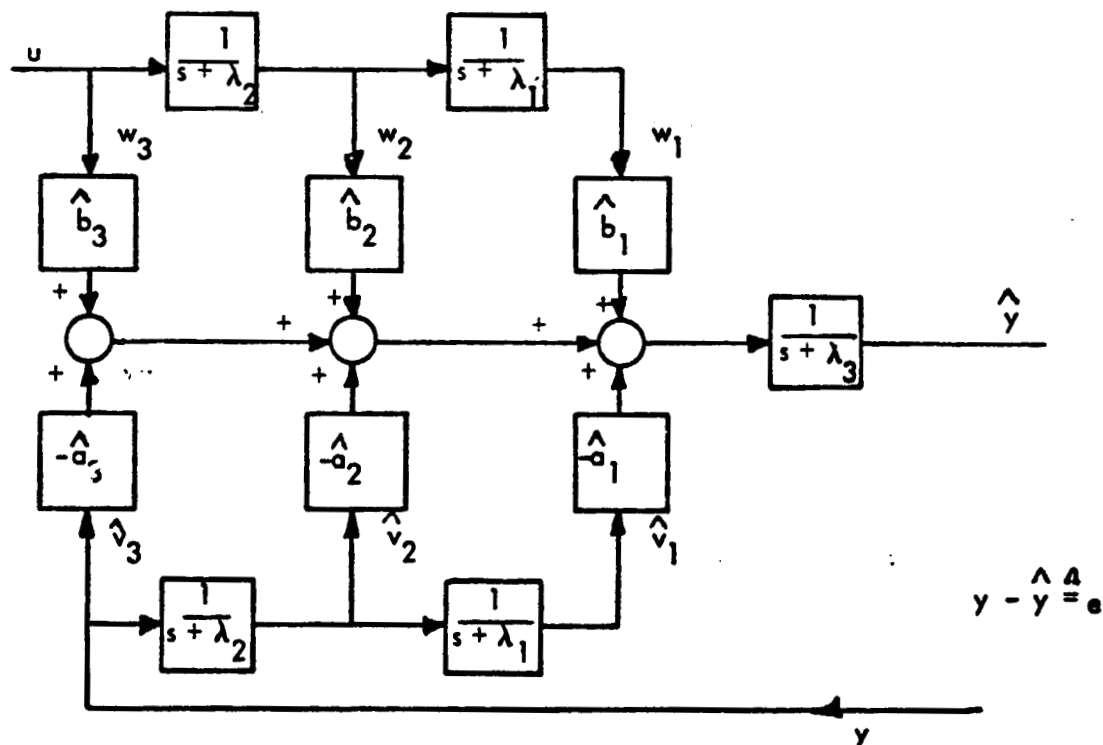 u
1
s + λ₂
1
s + λ₁
w₃
w₂
w₁
b̂₃
b̂₂
b̂₁
+
+
+
+
+
ŷ
1
s + λ₃
+
+
+
-â₃
-â₂
-â₁
v̂₃
v̂₂
v̂₁
1
s + λ₂
1
s + λ₁
y - ŷ ≜ e
y